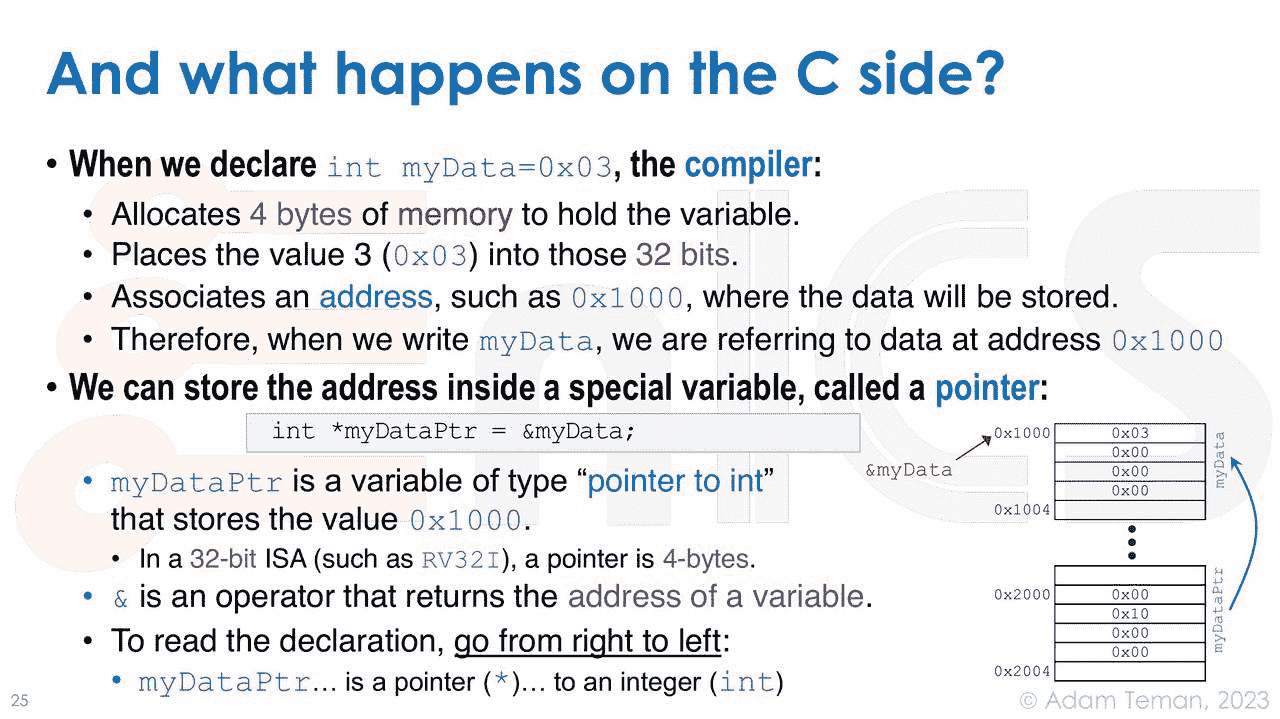 And what happens on the C side?
• When we declare int myData=0x03, the compiler:
• Allocates 4 bytes of memory to hold the variable.
• Places the value 3 (0x03) into those 32 bits.
• Associates an address, such as 0x1000, where the data will be stored.
• Therefore, when we write myData, we are referring to data at address 0x1000
• We can store the address inside a special variable, called a pointer:
int *myDataPtr = &myData;
• myDataPtr is a variable of type “pointer to int”
that stores the value 0x1000.
• In a 32-bit ISA (such as RV32I), a pointer is 4-bytes.
• & is an operator that returns the address of a variable.
• To read the declaration, go from right to left:
• myDataPtr… is a pointer (*)… to an integer (int)
&myData
0x1000
0x03
0x00
0x00
0x00
0x1004
myData
0x2000
0x00
0x10
0x00
0x00
0x2004
myDataPtr
25
© Adam Teman, 2023
EnICS